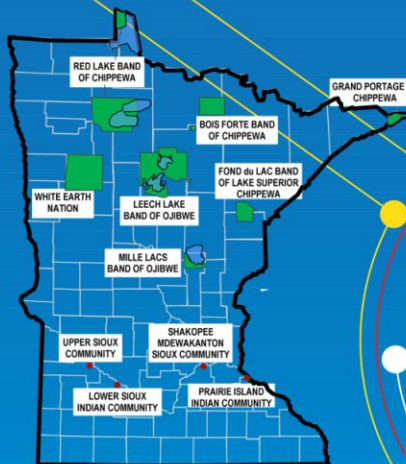 RED LAKE BAND
OF CHIPPEWA
GRAND PORTAGE
CHIPPEWA
BOIS FORTE BAND
OF CHIPPEWA
FOND du LAC BAND
OF LAKE SUPERIOR
CHIPPEWA
WHITE EARTH
NATION
LEECH LAKE
BAND OF OJIBWE
MILLE LACS
BAND OF OJIBWE
UPPER SIOUX
COMMUNITY
SHAKOPEE
MDEWAKANTON
SIOUX COMMUNITY
LOWER SIOUX
INDIAN COMMUNITY
PRAIRIE ISLAND
INDIAN COMMUNITY